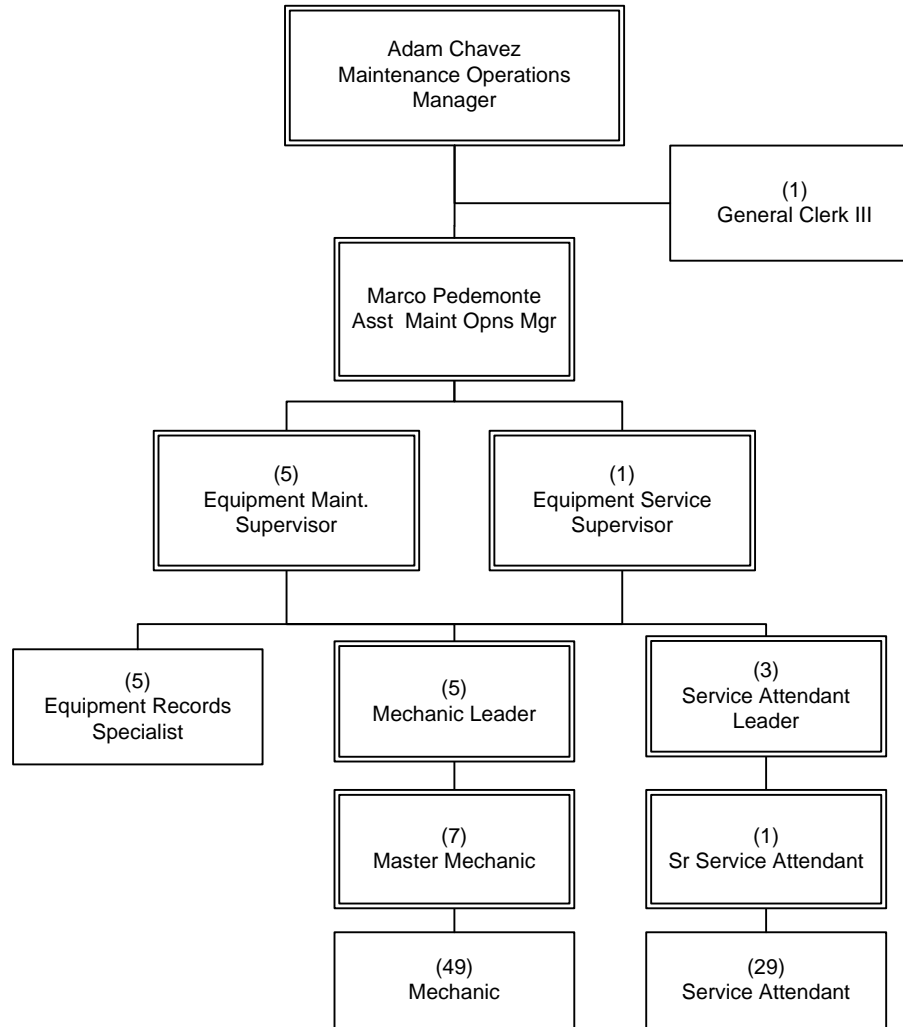 Adam Chavez
Maintenance Operations
Manager
(1)
General Clerk III
Marco Pedemonte
Asst  Maint Opns Mgr
(5)
Equipment Maint.
Supervisor
(1)
Equipment Service
Supervisor
(5)
Equipment Records
Specialist
(5)
Mechanic Leader
(3)
Service Attendant
Leader
(7)
Master Mechanic
(1)
Sr Service Attendant
(49)
Mechanic
(29)
Service Attendant